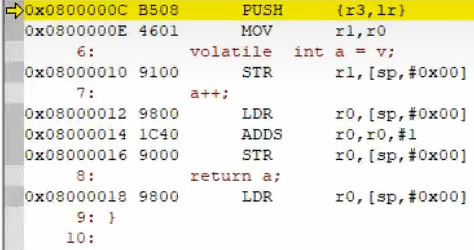 0x0800000C B508 PUSH {r3,lr}
0x0800000E 4601 MOV r1,r0
6: volatile int a = v;
0x08000010 9100 STR r1,[sp,#0x00]
7: a++;
0x08000012 9800 LDR r0,[sp,#0x00]
0x08000014 1C40 ADDS r0,r0,#1
0x08000016 9000 STR r0,[sp,#0x00]
8: return a;
0x08000018 9800 LDR r0,[sp,#0x00]
9: }
10: